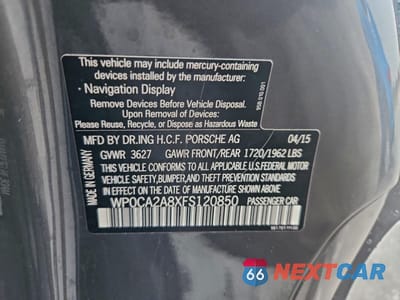 This vehicle may include mercury-containing
devices installed by the manufacturer:
· Navigation Display
Remove Devices Before Vehicle Disposal.
Upon Removal of Devices:
Please Reuse, Recycle or Dispose as Hazardous Waste
MFD BY DR.ING H.C.F. PORSCHE AG 04/15
GVWR 3627 GAWR FRONT/REAR 1720/1962 LBS
THIS VEHICLE CONFORMS TO ALL APPLICABLE U.S.FEDERAL MOTOR
VEHICLE SAFETY, BUMPER, AND THEFT PREVENTION STANDARDS IN
EFFECT ON THE DATE OF MANUFACTURE SHOWN ABOVE.
WP0CA2A8XFS120850 PASSENGER CAR
MADE IN GERMANY
66 NEXTCAR